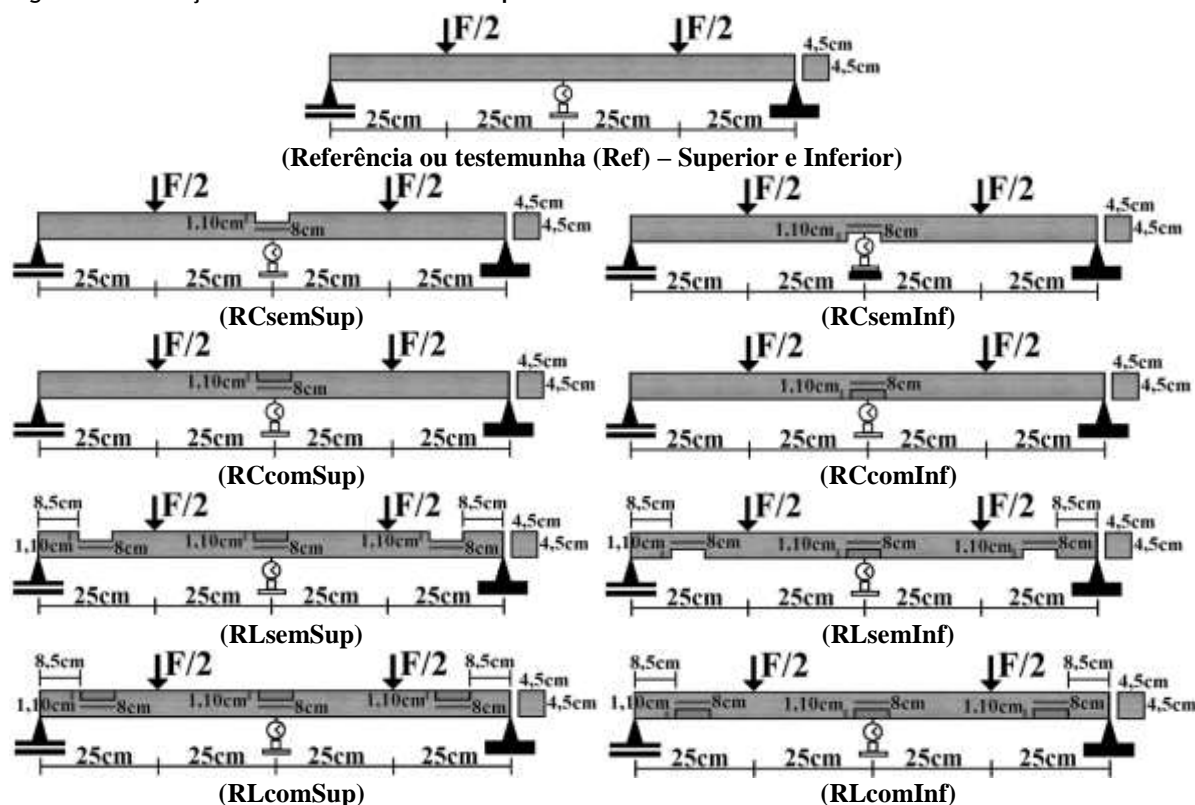 F/2 F/2 4,5cm
4,5cm
25cm 25cm 25cm 25cm
(Referência ou testemunha (Ref) – Superior e Inferior)
F/2 F/2 4,5cm
1,10cm 8cm 4,5cm
25cm 25cm 25cm 25cm
(RCsemSup)
F/2 F/2 4,5cm
1,10cm 8cm 4,5cm
25cm 25cm 25cm 25cm
(RCsemInf)
F/2 F/2 4,5cm
1,10cm 8cm 4,5cm
25cm 25cm 25cm 25cm
(RCcomSup)
F/2 F/2 4,5cm
1,10cm 8cm 4,5cm
25cm 25cm 25cm 25cm
(RCcomInf)
8,5cm F/2 F/2 8,5cm 4,5cm
1,10cm 8cm 1,10cm 8cm 1,10cm 8cm 4,5cm
25cm 25cm 25cm 25cm
(RLsemSup)
8,5cm F/2 F/2 8,5cm 4,5cm
1,10cm 8cm 1,10cm 8cm 1,10cm 8cm 4,5cm
25cm 25cm 25cm 25cm
(RLsemInf)
8,5cm F/2 F/2 8,5cm 4,5cm
1,10cm 8cm 1,10cm 8cm 1,10cm 8cm 4,5cm
25cm 25cm 25cm 25cm
(RLcomSup)
8,5cm F/2 F/2 8,5cm 4,5cm
1,10cm 8cm 1,10cm 8cm 1,10cm 8cm 4,5cm
25cm 25cm 25cm 25cm
(RLcomInf)